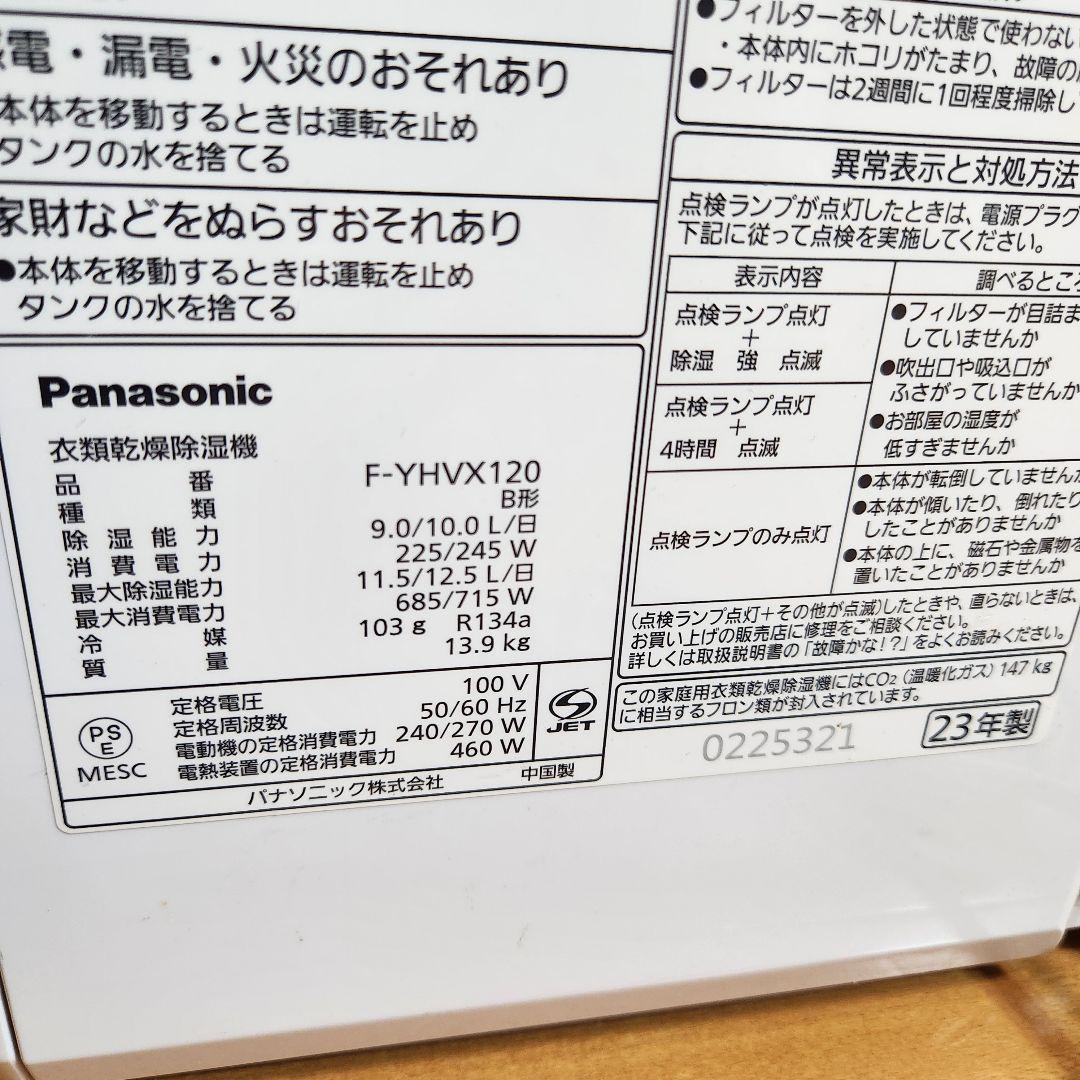 電・漏電・火災のおそれあり
本体を移動するときは運転を止め
タンクの水を捨てる
家財などをぬらすおそれあり
●本体を移動するときは運転を止め
タンクの水を捨てる
Panasonic
衣類乾燥除湿機
品番 F-YHVX120
種類 B形
除湿能力 9.0/10.0 L/日
消費電力 225/245 W
最大除湿能力 11.5/12.5 L/日
最大消費電力 685/715 W
冷媒 103 g R134a
質量 13.9 kg
定格電圧 100 V
定格周波数 50/60 Hz
電動機の定格消費電力 240/270 W
電熱装置の定格消費電力 460 W
PS
E
MESC
JET
パナソニック株式会社 中国製
●フィルターを外した状態で使わない
・本体内にホコリがたまり、故障の
●フィルターは2週間に1回程度掃除し
異常表示と対処方法
点検ランプが点灯したときは、電源プラグ
下記に従って点検を実施してください。
表示内容 調べるところ
点検ランプ点灯
+
除湿 強 点滅
点検ランプ点灯
+
4時間 点滅
●フィルターが目詰ま
していませんか
●吹出口や吸込口が
ふさがっていませんか
●お部屋の湿度が
低すぎませんか
点検ランプのみ点灯
●本体が転倒していませんか
●本体が傾いたり、倒れたり
したことがありませんか
●本体の上に、磁石や金属物を
置いたことがありませんか
(点検ランプ点灯+その他が点滅)したときや、直らないときは、
お買い上げの販売店に修理をご相談ください。
詳しくは取扱説明書の「故障かな!?」をよくお読みください。
この家庭用衣類乾燥除湿機にはCO₂(温暖化ガス)147 kg
に相当するフロン類が封入されています。
0225321
23年製